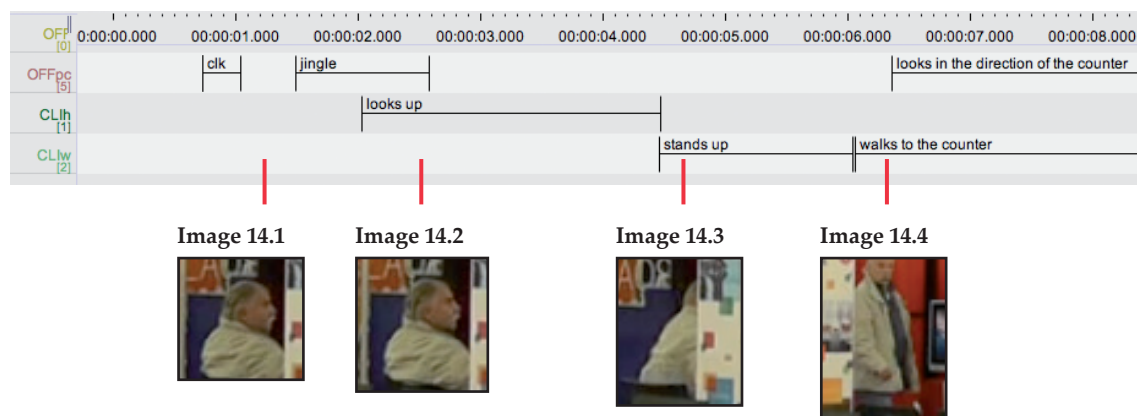 0:00:00.000 00:00:01.000 00:00:02.000 00:00:03.000 00:00:04.000 00:00:05.000 00:00:06.000 00:00:07.000 00:00:08.000
OFF
[0]
clk jingle looks in the direction of the counter
OFFpc
[5]
looks up
CLIh
[1]
stands up walks to the counter
CLIw
[2]
Image 14.1 Image 14.2 Image 14.3 Image 14.4